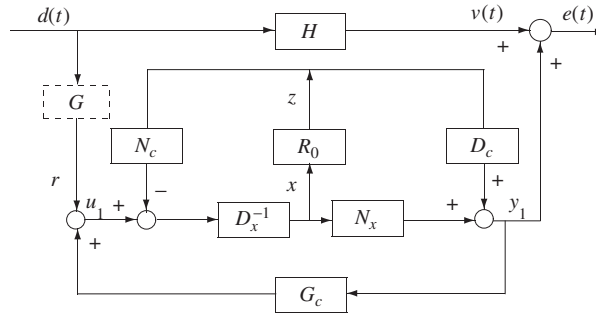 d(t) H v(t) e(t)
+
+
G z
N_c R_0 D_c
r x
− +
u_1 + D_x^{-1} N_x + y_1
+
G_c